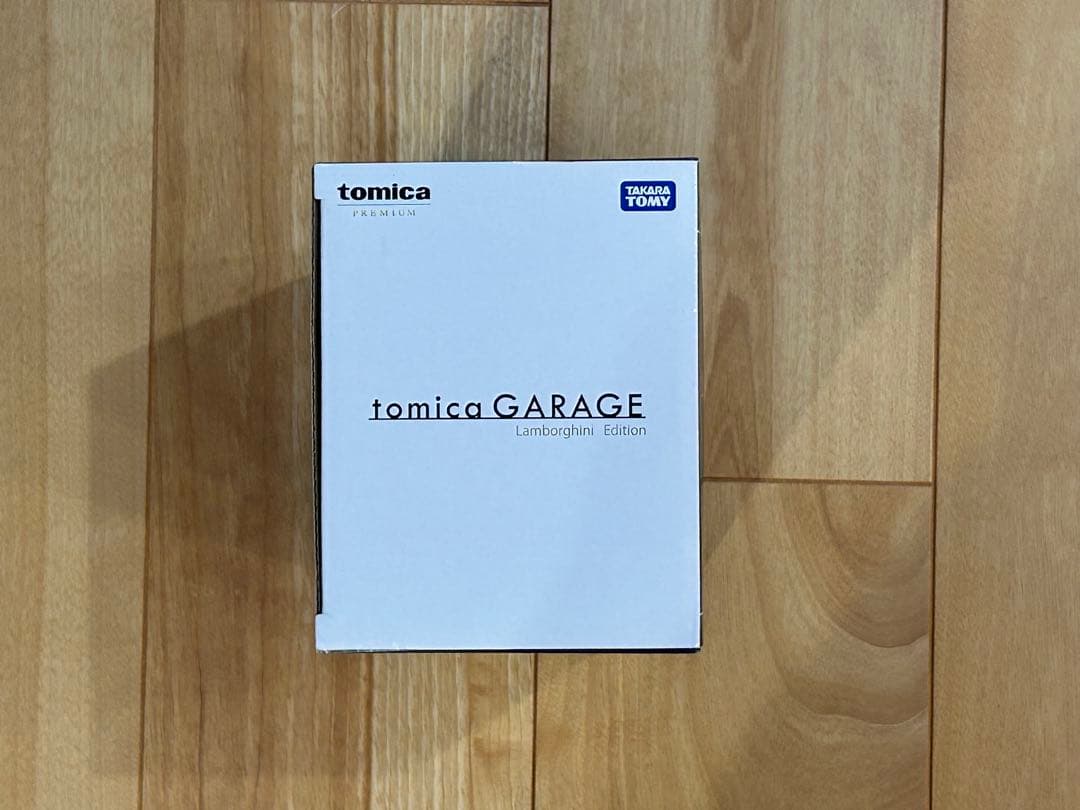 tomica
PREMIUM
TAKARA
TOMY
tomica GARAGE
Lamborghini Edition